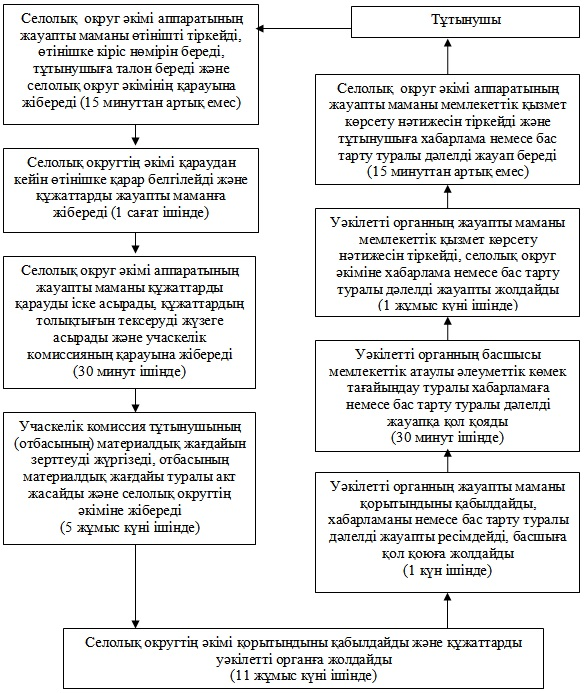 Тұтынушы
Селолық округ әкімі аппаратының
жауапты маманы өтінішті тіркейді,
өтінішке кіріс нөмірін береді,
тұтынушыға талон береді және
селолық округ әкімінің қарауына
жібереді (15 минуттан артық емес)
Селолық округтің әкімі қараудан
кейін өтінішке қарар белгілейді және
құжаттарды жауапты маманға
жібереді (1 сағат ішінде)
Селолық округ әкімі аппаратының
жауапты маманы құжаттарды
қарауды іске асырады, құжаттардың
толықтығын тексеруді жүзеге
асырады және учаскелік
комиссияның қарауына жібереді
(30 минут ішінде)
Учаскелік комиссия тұтынушының
(отбасының) материалдық жағдайын
зерттеуді жүргізеді, отбасының
материалдық жағдайы туралы акт
жасайды және селолық округтің
әкіміне жібереді
(5 жұмыс күні ішінде)
Селолық округтің әкімі қорытындыны қабылдайды және құжаттарды
уәкілетті органға жолдайды
(11 жұмыс күні ішінде)
Уәкілетті органның жауапты маманы
қорытындыны қабылдайды,
хабарламаны немесе бас тарту туралы
дәлелді жауапты ресімдейді, басшыға
қол қоюға жолдайды
(1 күн ішінде)
Уәкілетті органның басшысы
мемлекеттік атаулы әлеуметтік көмек
тағайындау туралы хабарламаға
немесе бас тарту туралы дәлелді
жауапқа қол қояды
(30 минут ішінде)
Уәкілетті органның жауапты маманы
мемлекеттік қызмет көрсету
нәтижесін тіркейді, селолық округ
әкіміне хабарлама немесе бас тарту
туралы дәлелді жауапты жолдайды
(1 жұмыс күні ішінде)
Селолық округ әкімі аппаратының
жауапты маманы мемлекеттік қызмет
көрсету нәтижесін тіркейді және
тұтынушыға хабарлама немесе бас
тарту туралы дәлелді жауап береді
(15 минуттан артық емес)